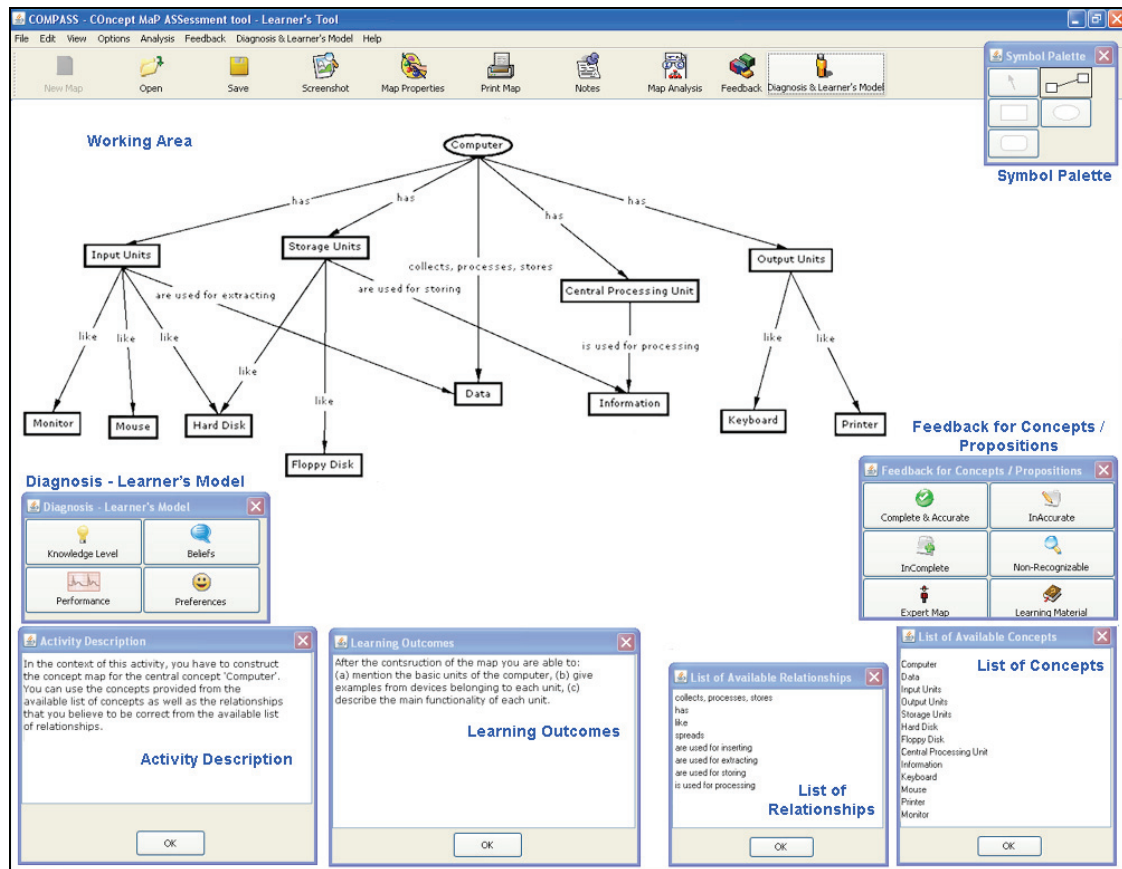 COMPASS - COncept MaP ASSessment tool - Learner's Tool
File Edit View Options Analysis Feedback Diagnosis & Learner's Model Help
New Map Open Save Screenshot Map Properties Print Map Notes Map Analysis Feedback Diagnosis & Learner's Model
Symbol Palette
Symbol Palette
Working Area
Computer
has
has
has
has
Input Units
Storage Units
collects, processes, stores
Output Units
are used for extracting
are used for storing
Central Processing Unit
like
like
like
like
like
is used for processing
like
like
Monitor
Mouse
Hard Disk
Data
Information
Keyboard
Printer
Floppy Disk
Feedback for Concepts /
Propositions
Feedback for Concepts / Propositions
Complete & Accurate
InAccurate
InComplete
Non-Recognizable
Expert Map
Learning Material
Diagnosis - Learner's Model
Diagnosis - Learner's Model
Knowledge Level
Beliefs
Performance
Preferences
Activity Description
In the context of this activity, you have to construct
the concept map for the central concept 'Computer'.
You can use the concepts provided from the
available list of concepts as well as the relationships
that you believe to be correct from the available list
of relationships.
Activity Description
OK
Learning Outcomes
After the contsruction of the map you are able to:
(a) mention the basic units of the computer, (b) give
examples from devices belonging to each unit, (c)
describe the main functionality of each unit.
Learning Outcomes
OK
List of Available Relationships
collects, processes, stores
has
like
spreads
are used for inserting
are used for extracting
are used for storing
is used for processing
List of
Relationships
OK
List of Available Concepts
List of Concepts
Computer
Data
Input Units
Output Units
Storage Units
Hard Disk
Floppy Disk
Central Processing Unit
Information
Keyboard
Mouse
Printer
Monitor
OK